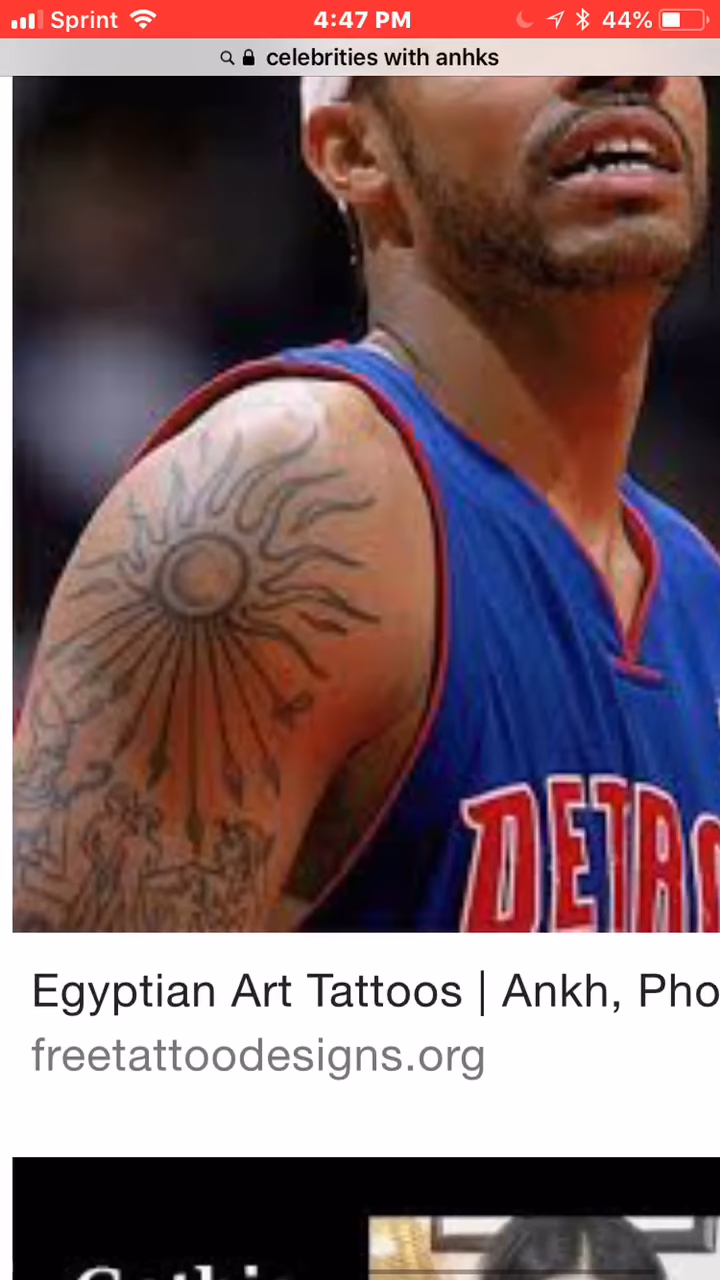 Sprint 4:47 PM 44%
celebrities with anhks
DETRO
Egyptian Art Tattoos | Ankh, Pho
freetattoodesigns.org